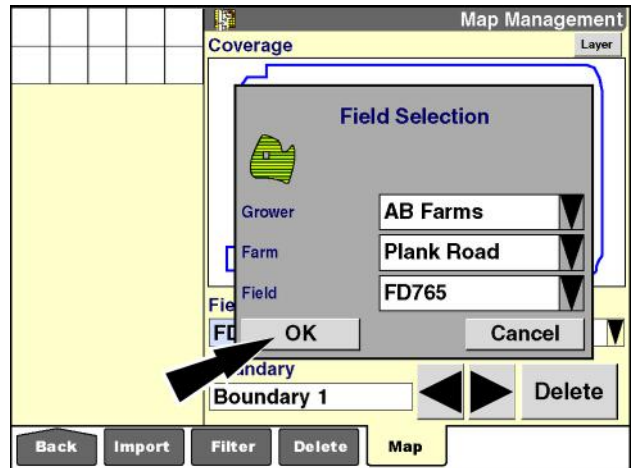 Map Management
Coverage
Layer
Field Selection
Grower AB Farms
Farm Plank Road
Field FD765
OK Cancel
Boundary 1
Delete
Back Import Filter Delete Map